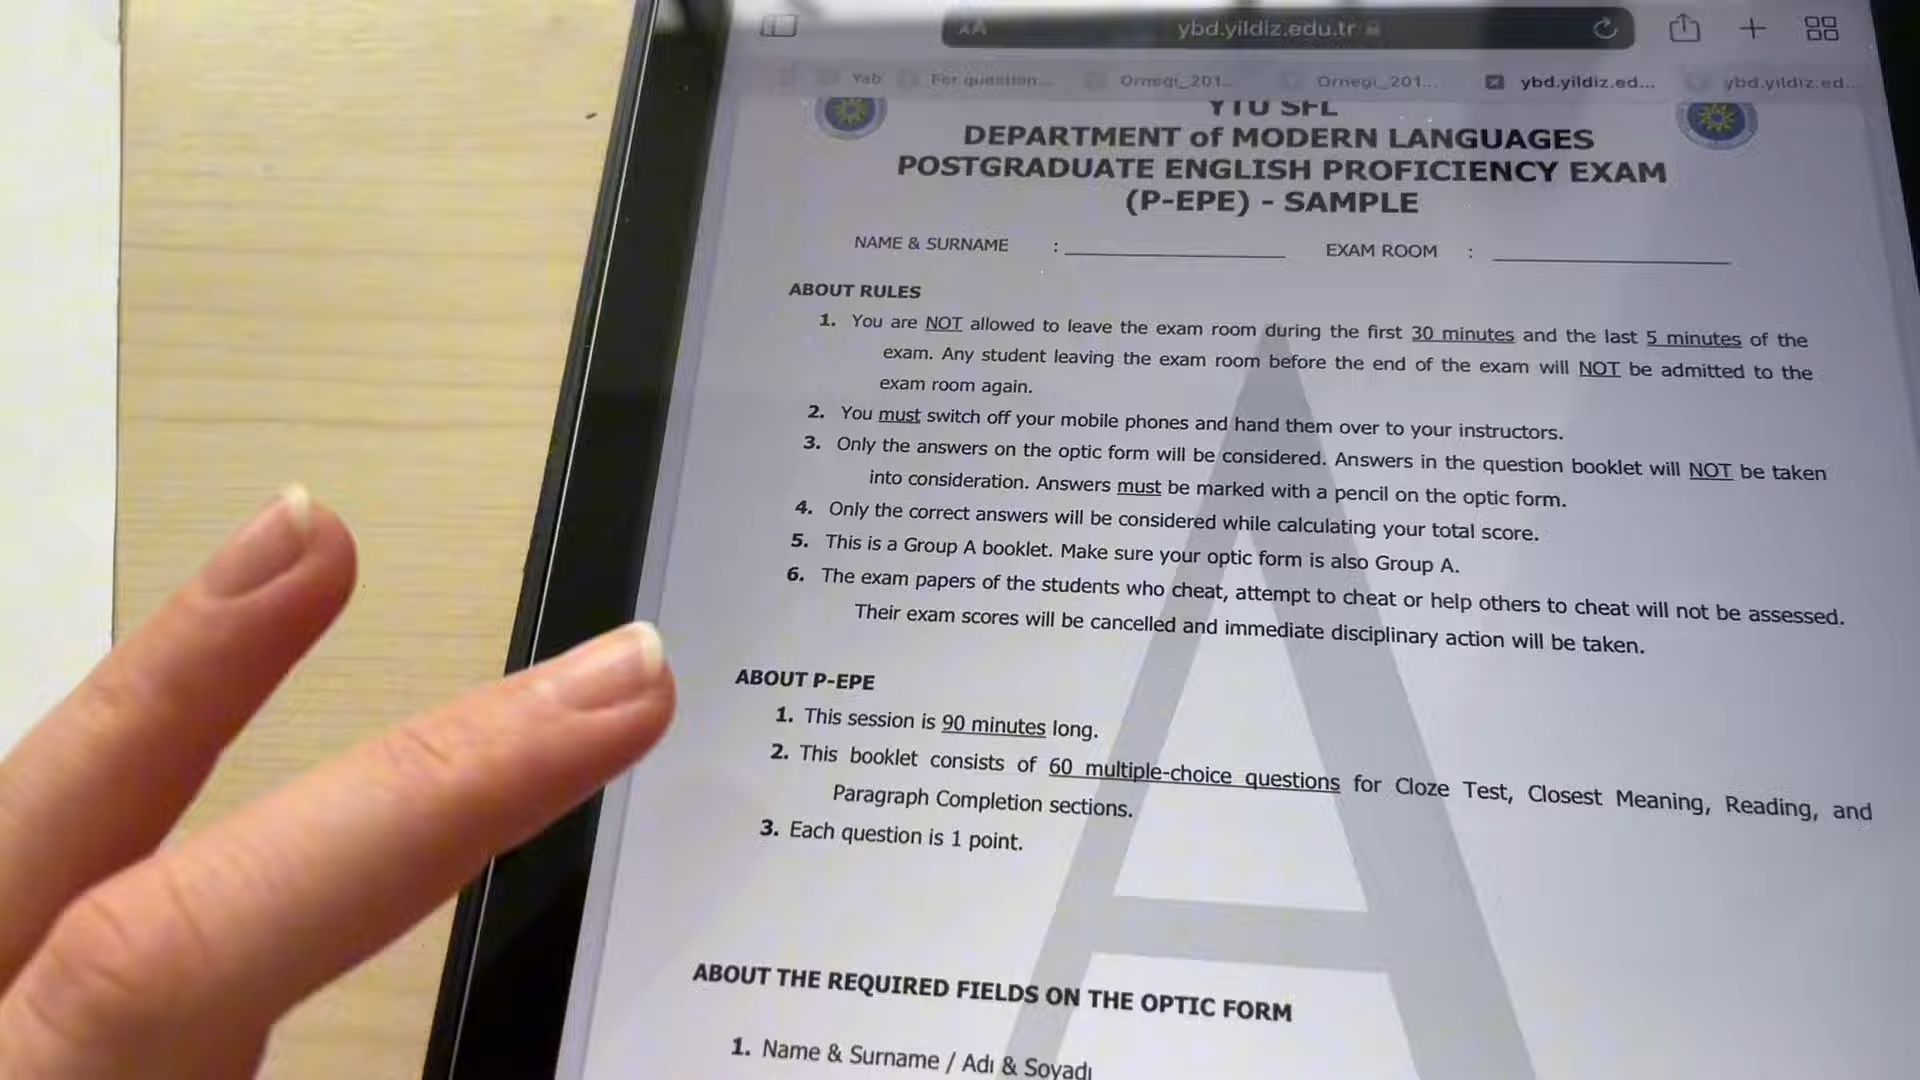 AA ybd.yildiz.edu.tr
Yab For question... Ornegi_201... Ornegi_201... ybd.yildiz.ed... ybd.yildiz.ed...
YTU SFL
DEPARTMENT of MODERN LANGUAGES
POSTGRADUATE ENGLISH PROFICIENCY EXAM
(P-EPE) - SAMPLE
NAME & SURNAME : EXAM ROOM :
ABOUT RULES
1. You are NOT allowed to leave the exam room during the first 30 minutes and the last 5 minutes of the
exam. Any student leaving the exam room before the end of the exam will NOT be admitted to the
exam room again.
2. You must switch off your mobile phones and hand them over to your instructors.
3. Only the answers on the optic form will be considered. Answers in the question booklet will NOT be taken
into consideration. Answers must be marked with a pencil on the optic form.
4. Only the correct answers will be considered while calculating your total score.
5. This is a Group A booklet. Make sure your optic form is also Group A.
6. The exam papers of the students who cheat, attempt to cheat or help others to cheat will not be assessed.
Their exam scores will be cancelled and immediate disciplinary action will be taken.
ABOUT P-EPE
1. This session is 90 minutes long.
2. This booklet consists of 60 multiple-choice questions for Cloze Test, Closest Meaning, Reading, and
Paragraph Completion sections.
3. Each question is 1 point.
A
ABOUT THE REQUIRED FIELDS ON THE OPTIC FORM
1. Name & Surname / Adı & Soyadı